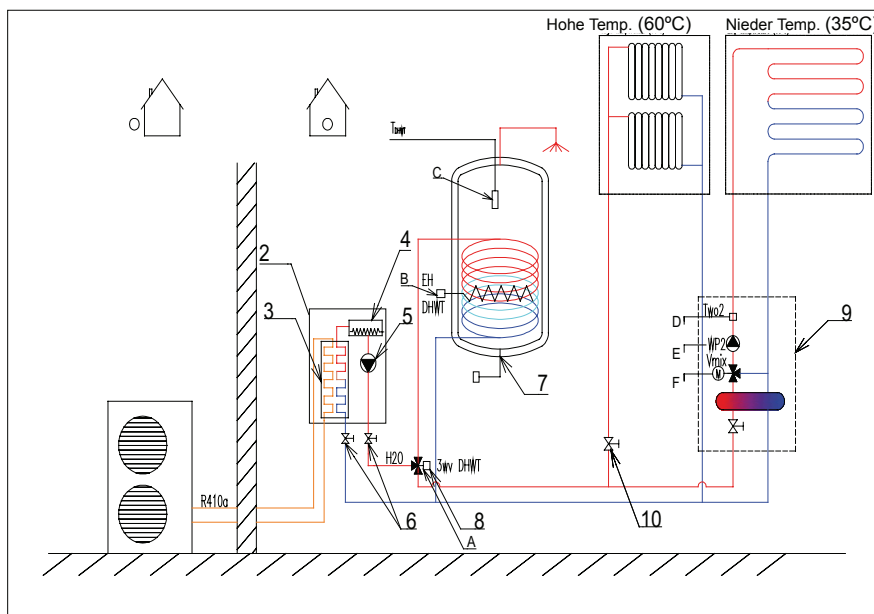 Hohe Temp. (60ºC)
Nieder Temp. (35ºC)
TDHWT
C
2
4
B
EH
DHWT
3
5
D
Two2
9
E
WP2
Vmix
F
M
7
H2O
3wv DHWT
R410a
6
8
A
10